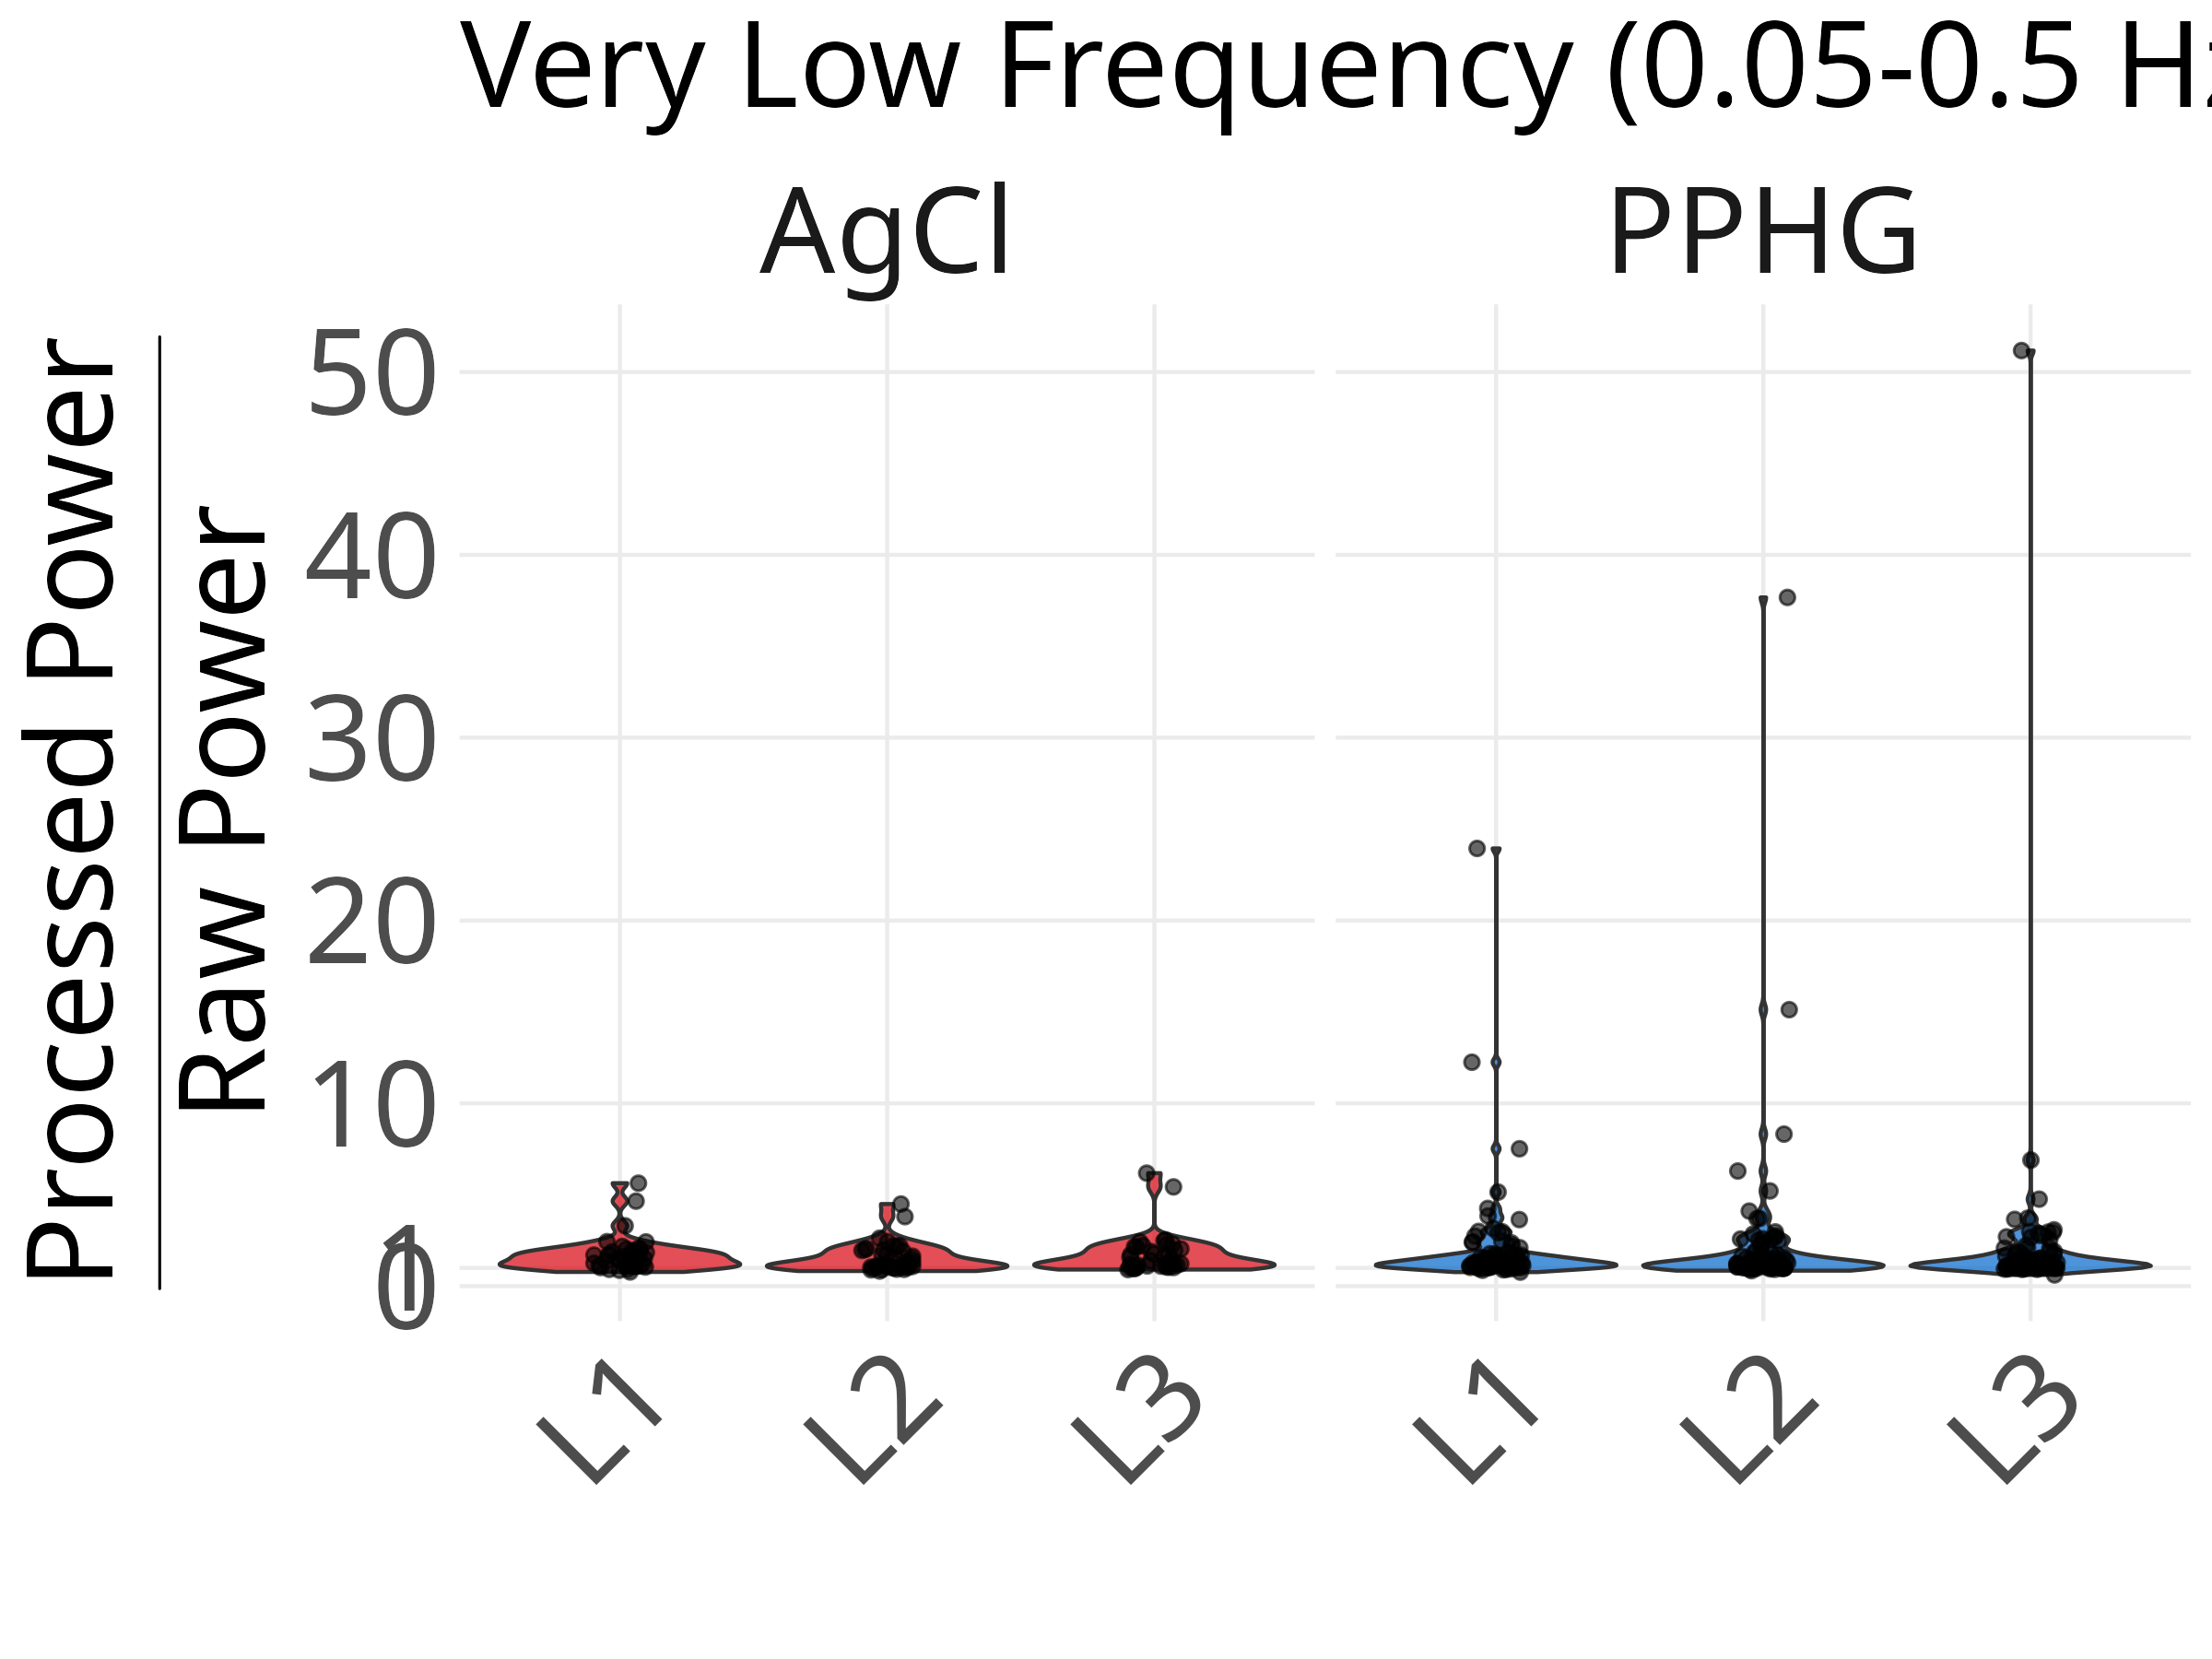 Very Low Frequency (0.05-0.5 Hz
AgCl
PPHG
Processed Power
Raw Power
50
40
30
20
10
1
0
L1
L2
L3
L1
L2
L3